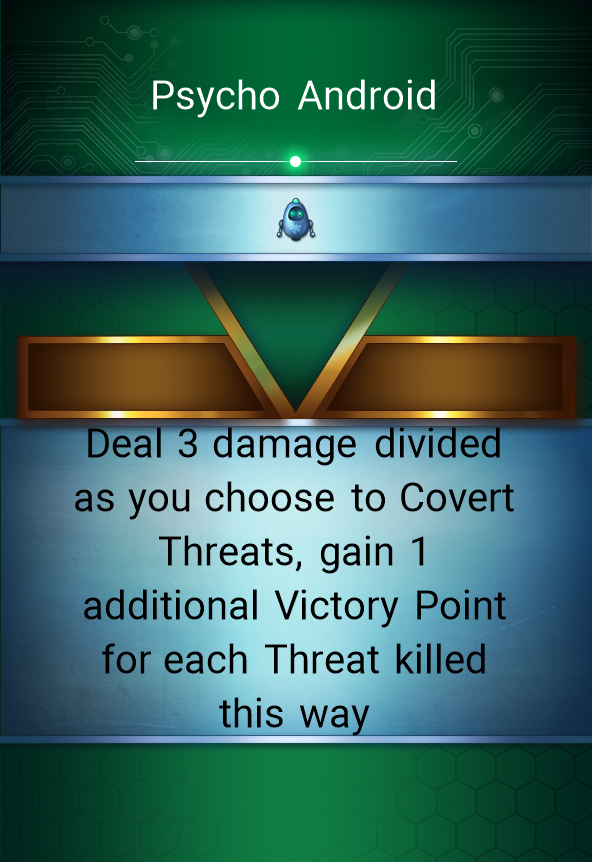 Psycho Android
Deal 3 damage divided
as you choose to Covert
Threats, gain 1
additional Victory Point
for each Threat killed
this way